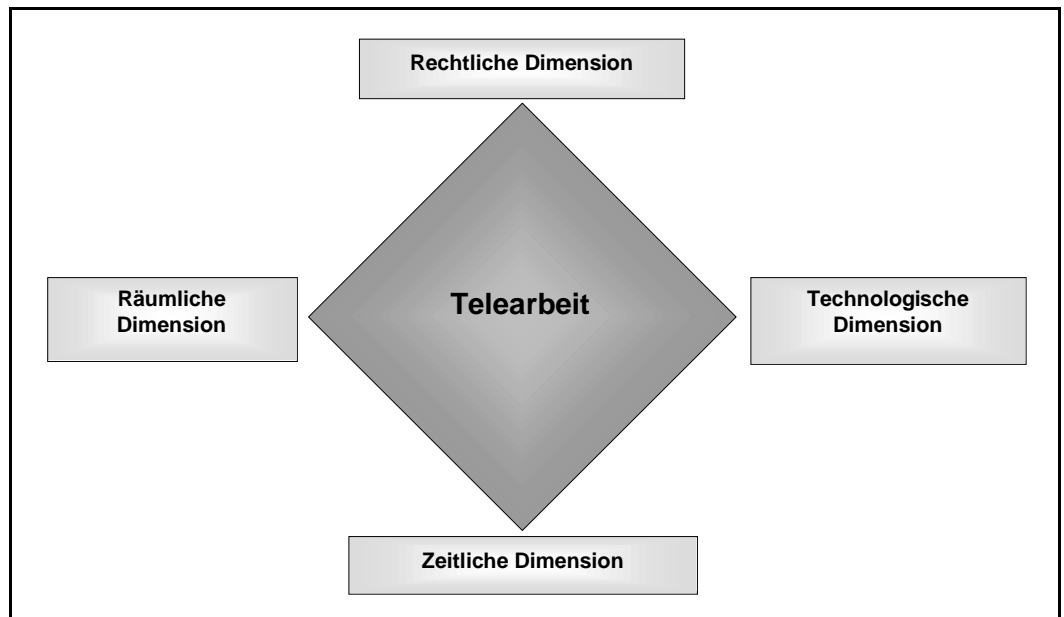 Rechtliche Dimension
Räumliche
Dimension
Telearbeit
Technologische
Dimension
Zeitliche Dimension